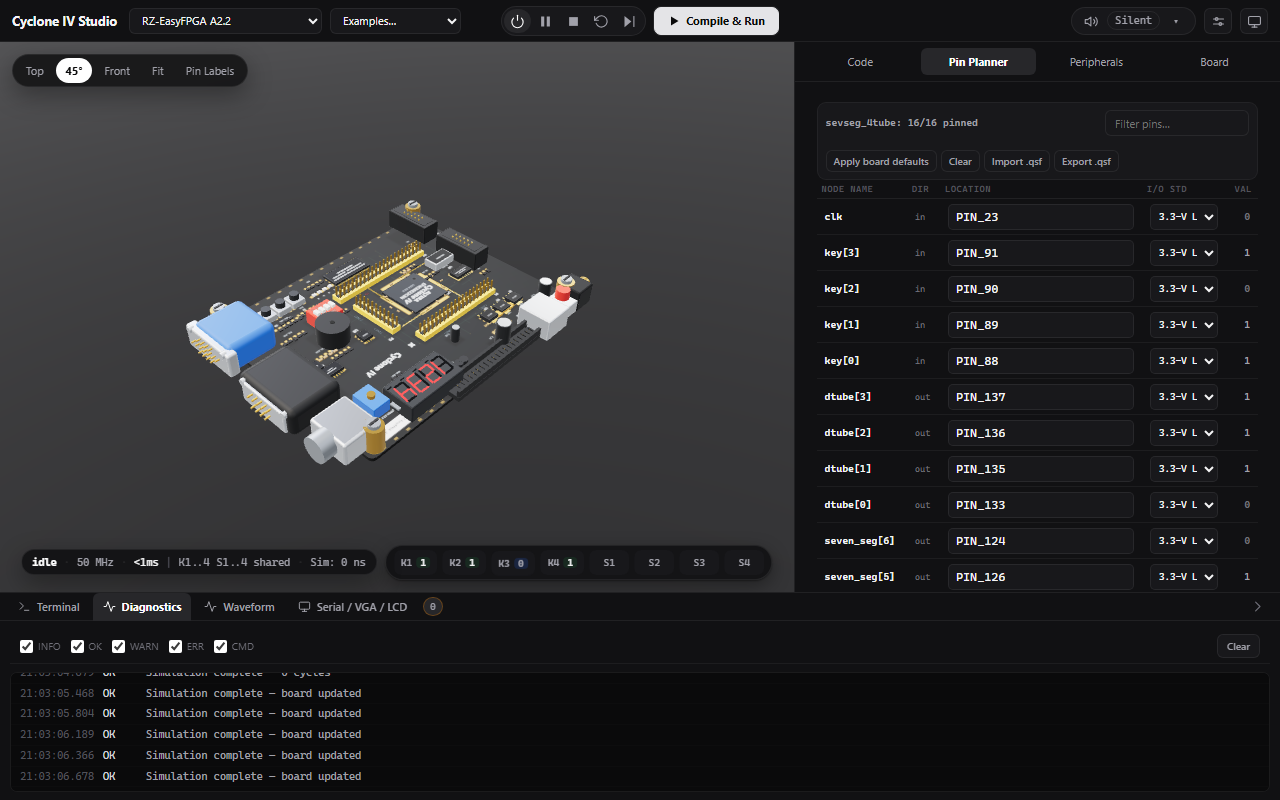 Cyclone IV Studio
RZ-EasyFPGA A2.2
Examples...
Compile & Run
Silent
Top 45° Front Fit Pin Labels
Code Pin Planner Peripherals Board
sevseg_4tube: 16/16 pinned
Filter pins...
Apply board defaults Clear Import .qsf Export .qsf
NODE NAME DIR LOCATION I/O STD VAL
clk in PIN_23 3.3-V L 0
key[3] in PIN_91 3.3-V L 1
key[2] in PIN_90 3.3-V L 0
key[1] in PIN_89 3.3-V L 1
key[0] in PIN_88 3.3-V L 1
dtube[3] out PIN_137 3.3-V L 1
dtube[2] out PIN_136 3.3-V L 1
dtube[1] out PIN_135 3.3-V L 1
dtube[0] out PIN_133 3.3-V L 0
seven_seg[6] out PIN_124 3.3-V L 0
seven_seg[5] out PIN_126 3.3-V L 1
Cyclone IV
Cyclone IV
idle · 50 MHz · <1ms | K1..4 S1..4 shared · Sim: 0 ns
K1 1 K2 1 K3 0 K4 1 S1 S2 S3 S4
Terminal Diagnostics Waveform Serial / VGA / LCD 0
INFO OK WARN ERR CMD
Clear
21:03:05.468 OK Simulation complete — board updated
21:03:05.804 OK Simulation complete — board updated
21:03:06.189 OK Simulation complete — board updated
21:03:06.366 OK Simulation complete — board updated
21:03:06.678 OK Simulation complete — board updated